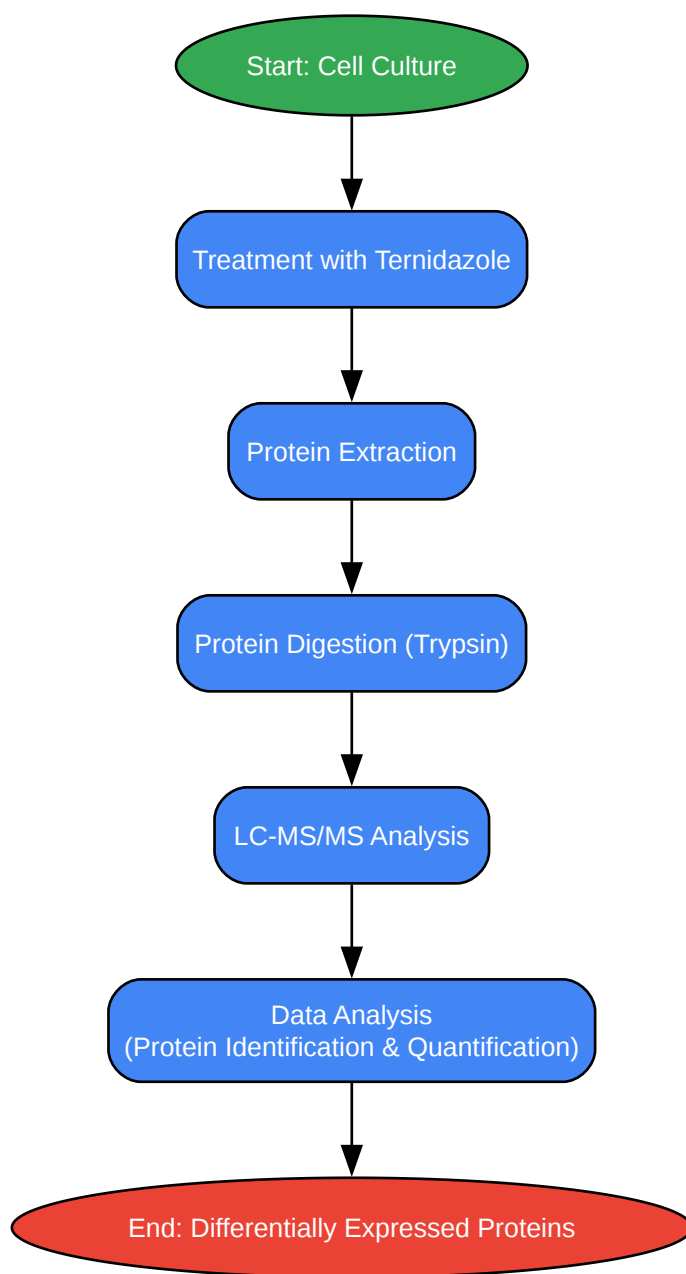 Start: Cell Culture
Treatment with Ternidazole
Protein Extraction
Protein Digestion (Trypsin)
LC-MS/MS Analysis
Data Analysis
(Protein Identification & Quantification)
End: Differentially Expressed Proteins